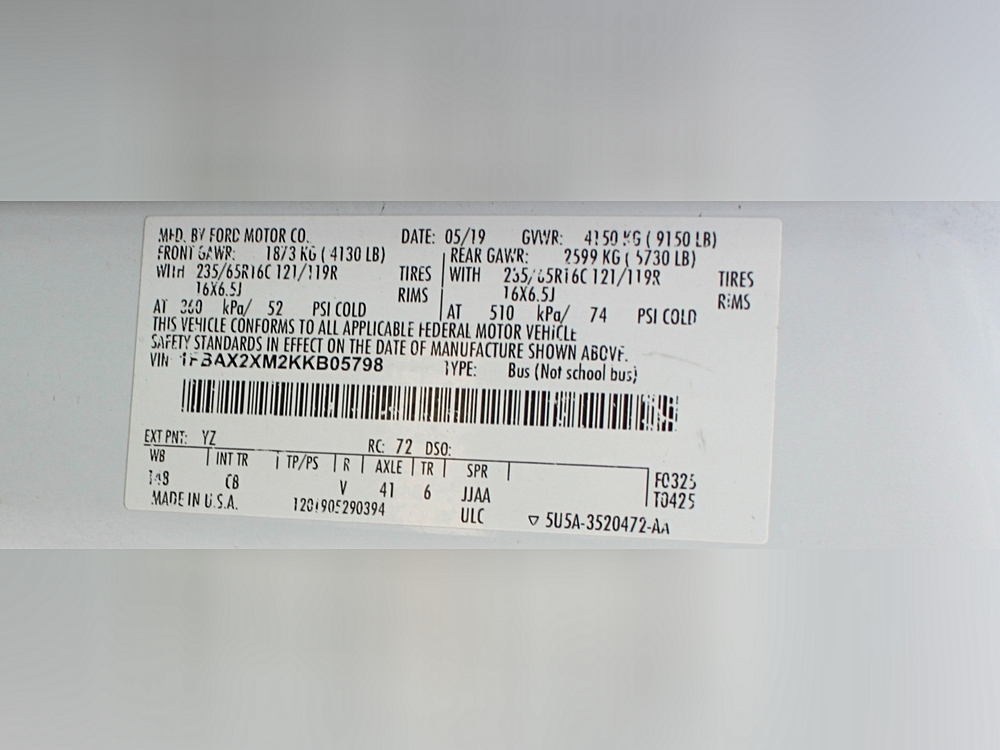 MFD. BY FORD MOTOR CO. DATE: 05/19 GVWR: 4150 KG ( 9150 LB)
FRONT GAWR: 1873 KG ( 4130 LB) REAR GAWR: 2599 KG ( 5730 LB)
WITH 235/65R16C 121/119R TIRES WITH 235/65R16C 121/119R TIRES
16X6.5J RIMS 16X6.5J RIMS
AT 360 kPa/ 52 PSI COLD AT 510 kPa/ 74 PSI COLD
THIS VEHICLE CONFORMS TO ALL APPLICABLE FEDERAL MOTOR VEHICLE
SAFETY STANDARDS IN EFFECT ON THE DATE OF MANUFACTURE SHOWN ABOVE.
VIN: 1FBAX2XM2KKB05798 TYPE: Bus (Not school bus)
EXT PNT: YZ RC: 72 DSO:
WB INT TR TP/PS R AXLE TR SPR
148 CB V 41 6 JJAA F0325
T0425
MADE IN U.S.A. 1201905290394 ULC ▽ 5U5A-3520472-AA